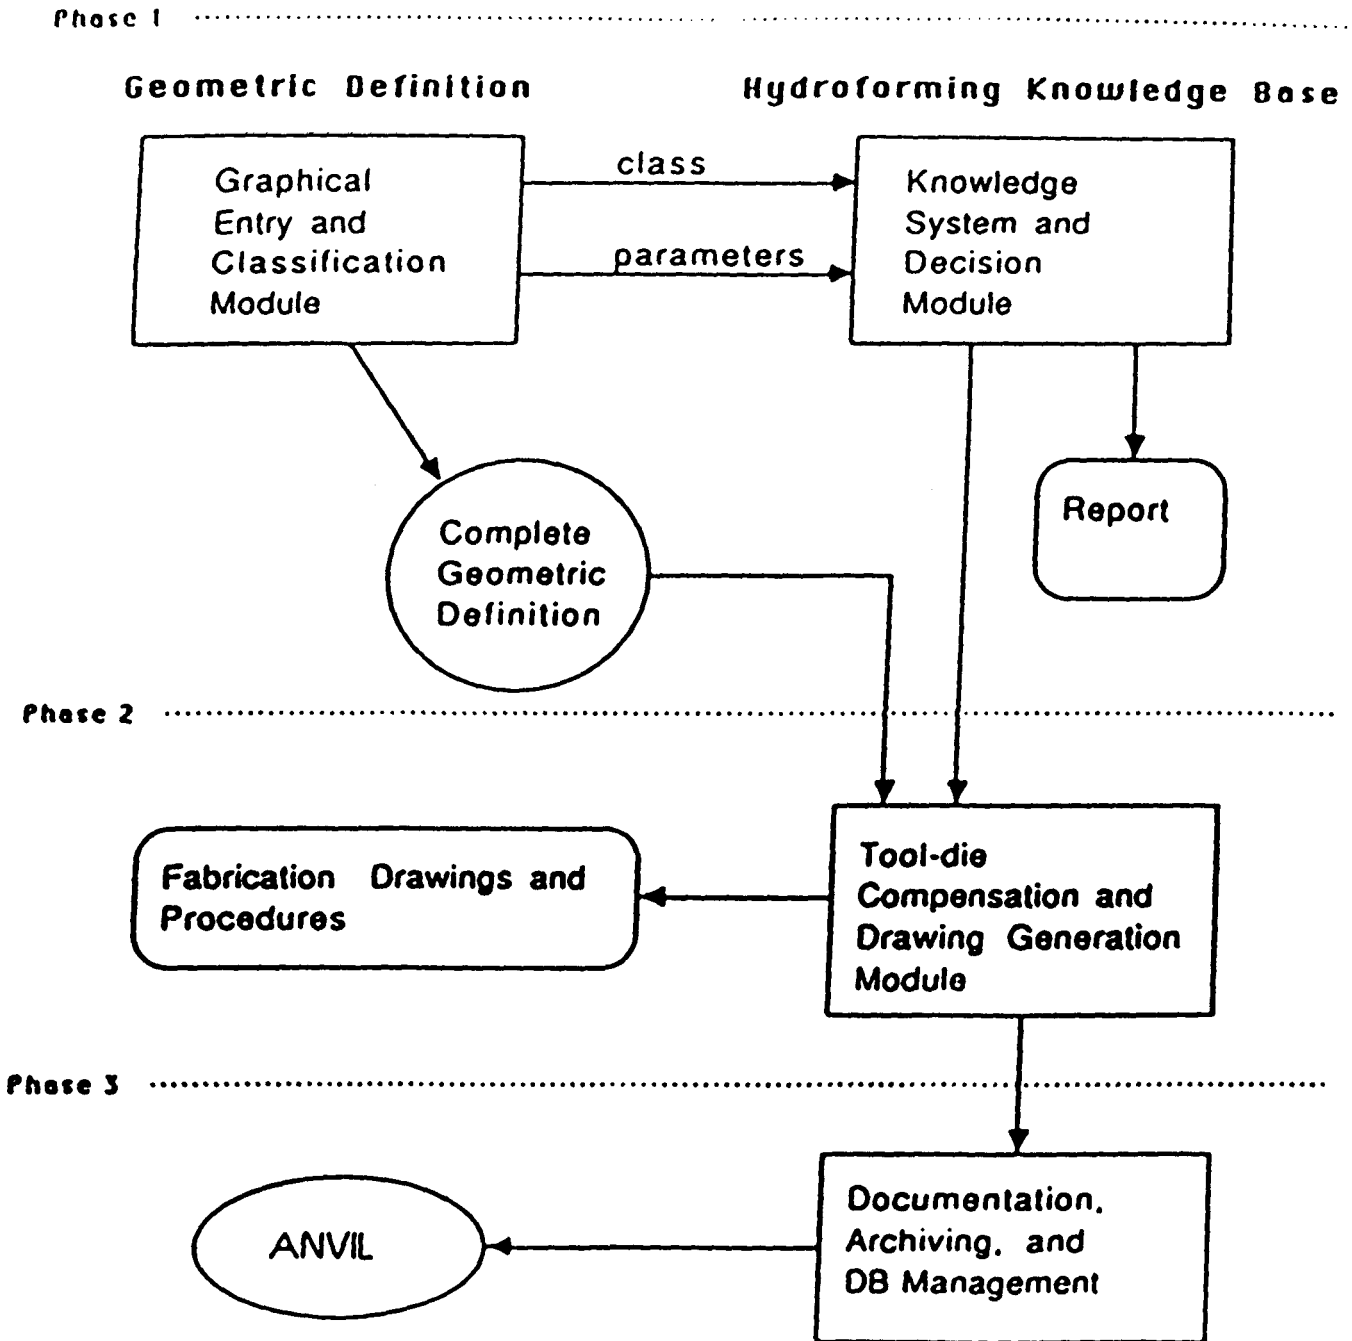 Phase 1
Geometric Definition
Hydroforming Knowledge Base
Graphical
Entry and
Classification
Module
class
parameters
Knowledge
System and
Decision
Module
Complete
Geometric
Definition
Report
Phase 2
Fabrication Drawings and
Procedures
Tool-die
Compensation and
Drawing Generation
Module
Phase 3
ANVIL
Documentation,
Archiving, and
DB Management